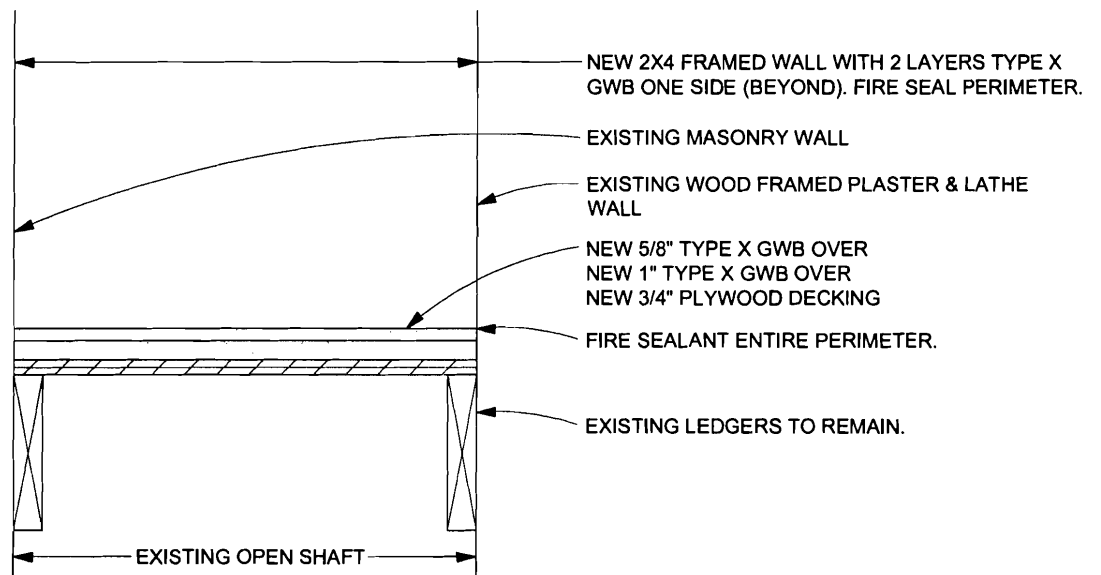 NEW 2X4 FRAMED WALL WITH 2 LAYERS TYPE X
GWB ONE SIDE (BEYOND). FIRE SEAL PERIMETER.
EXISTING MASONRY WALL
EXISTING WOOD FRAMED PLASTER & LATHE
WALL
NEW 5/8" TYPE X GWB OVER
NEW 1" TYPE X GWB OVER
NEW 3/4" PLYWOOD DECKING
FIRE SEALANT ENTIRE PERIMETER.
EXISTING LEDGERS TO REMAIN.
EXISTING OPEN SHAFT